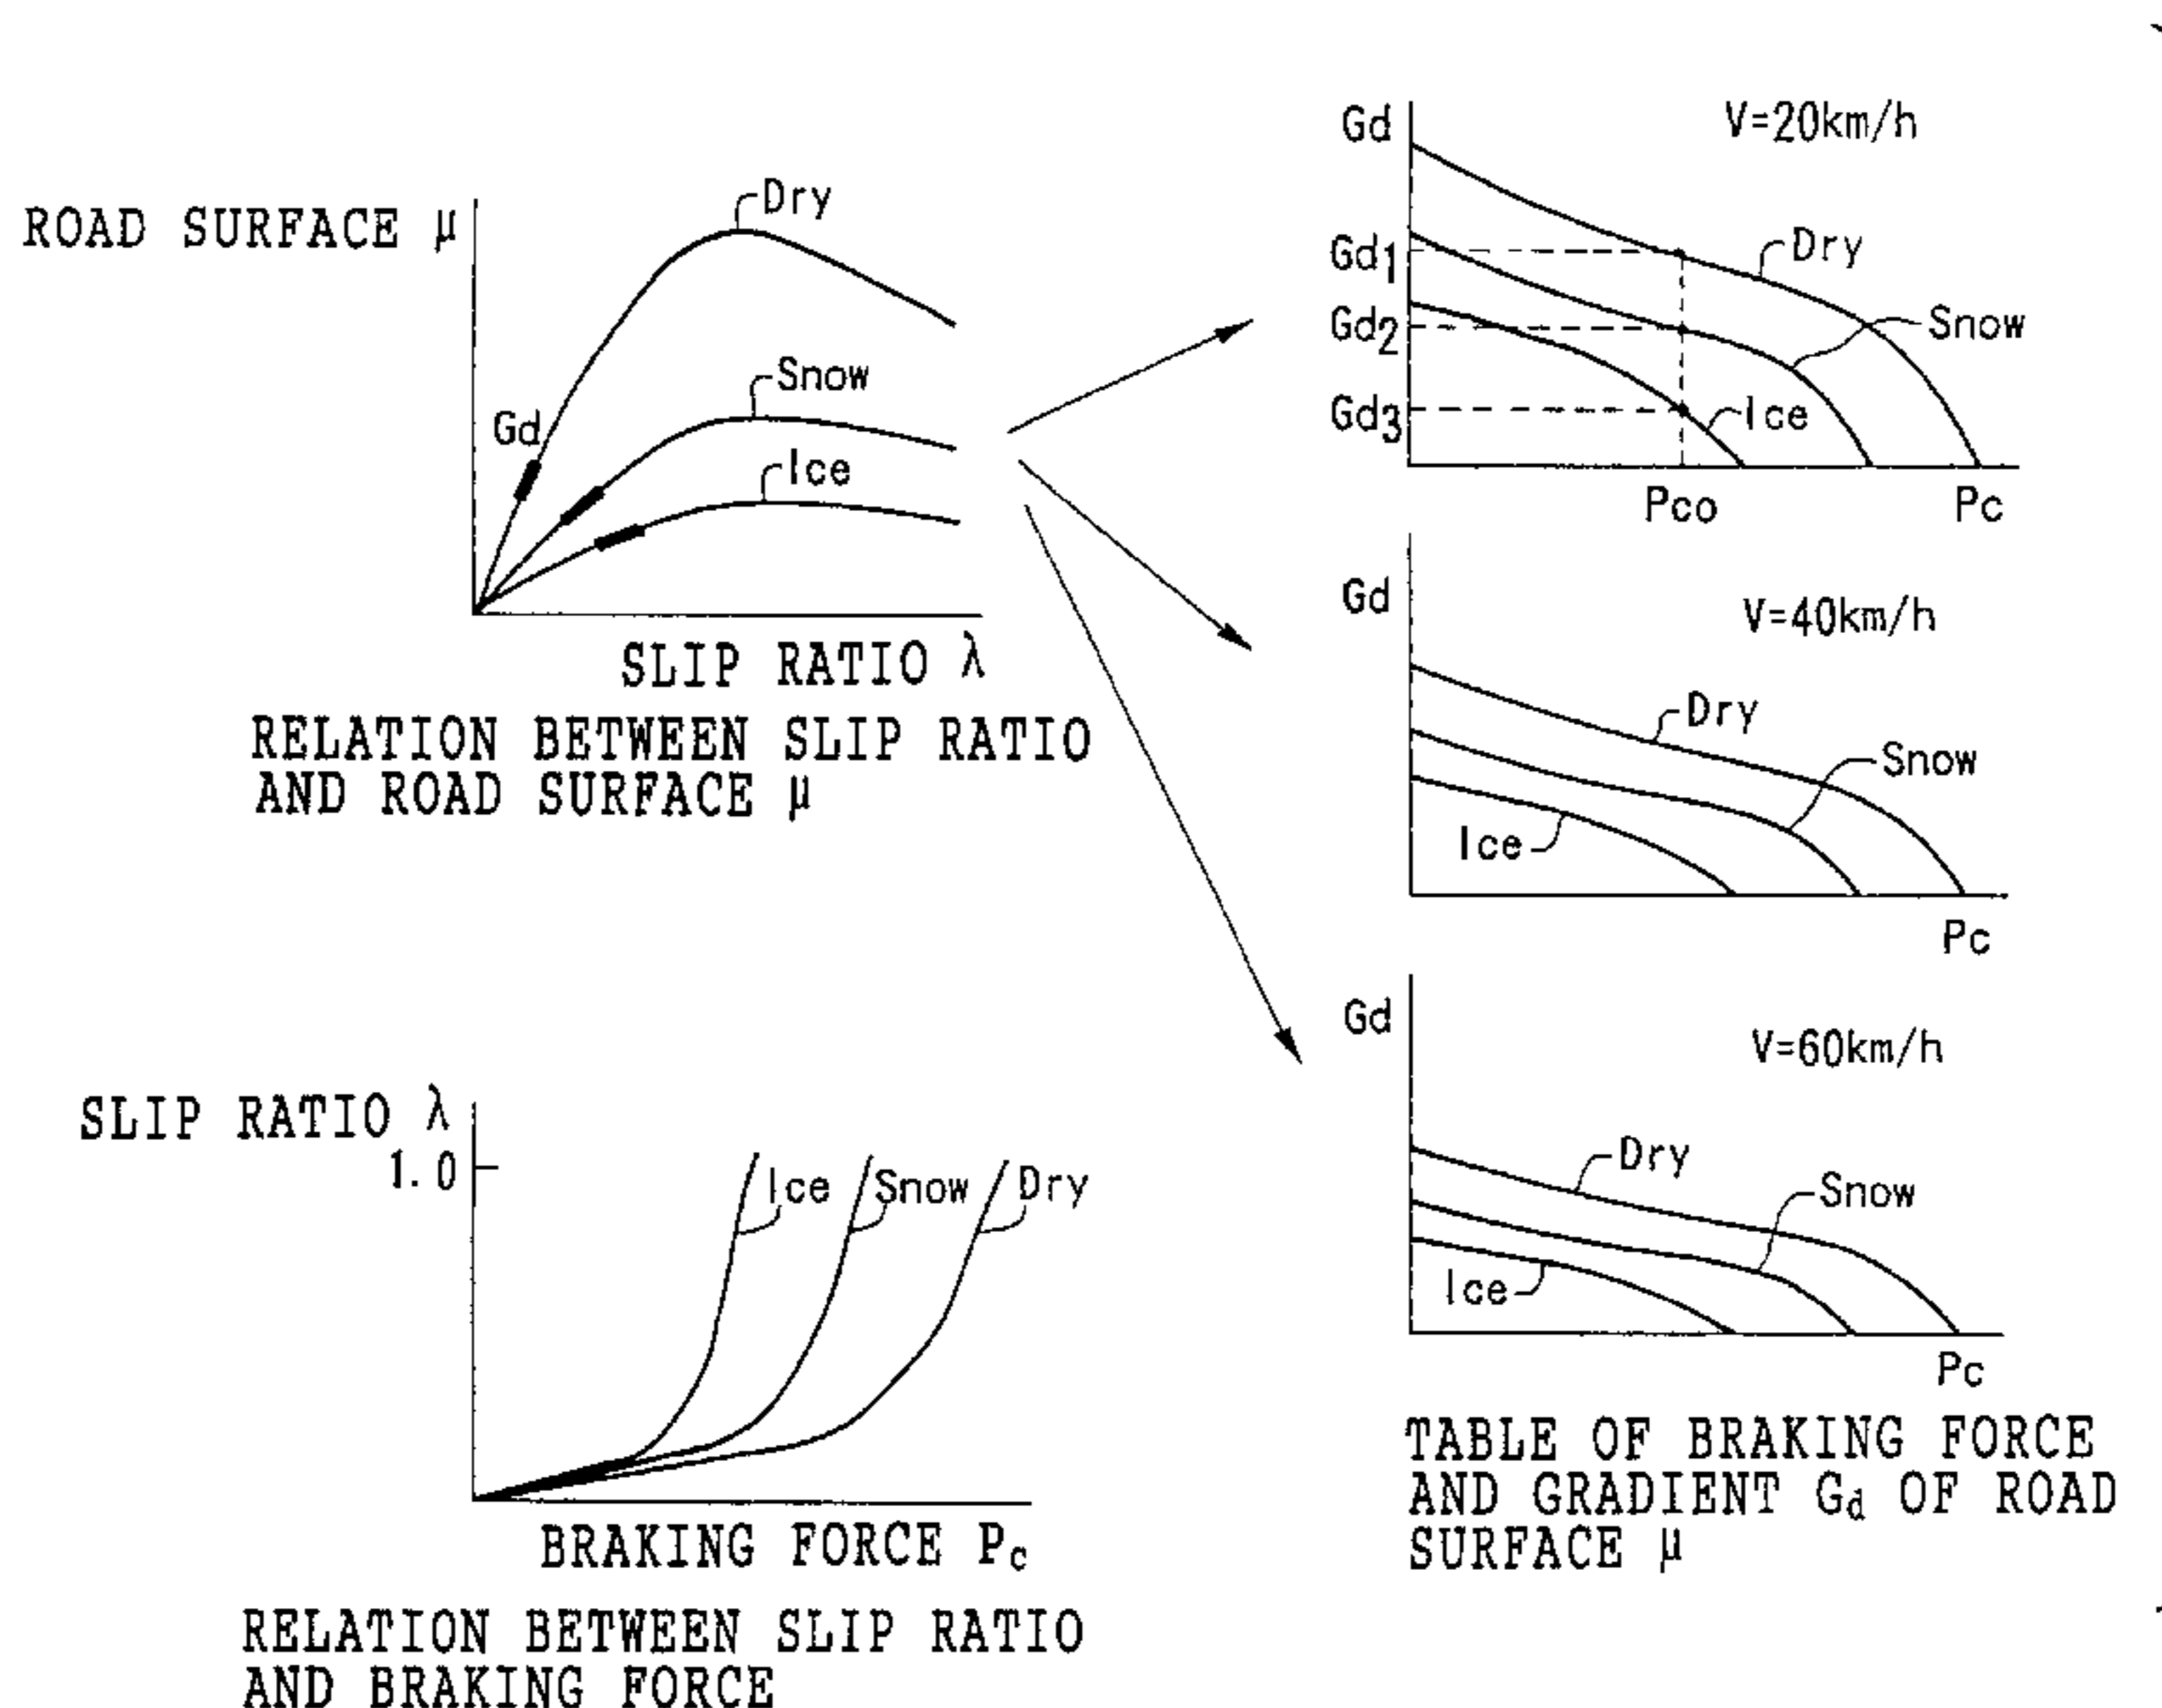 ROAD SURFACE μ
Dry
Snow
Gd
Ice
SLIP RATIO λ
RELATION BETWEEN SLIP RATIO
AND ROAD SURFACE μ
SLIP RATIO λ
1.0
Ice
Snow
Dry
BRAKING FORCE Pc
RELATION BETWEEN SLIP RATIO
AND BRAKING FORCE
Gd
V=20km/h
Gd1
Dry
Gd2
Snow
Gd3
Ice
Pco
Pc
Gd
V=40km/h
Dry
Snow
Ice
Pc
Gd
V=60km/h
Dry
Snow
Ice
Pc
TABLE OF BRAKING FORCE
AND GRADIENT Gd OF ROAD
SURFACE μ